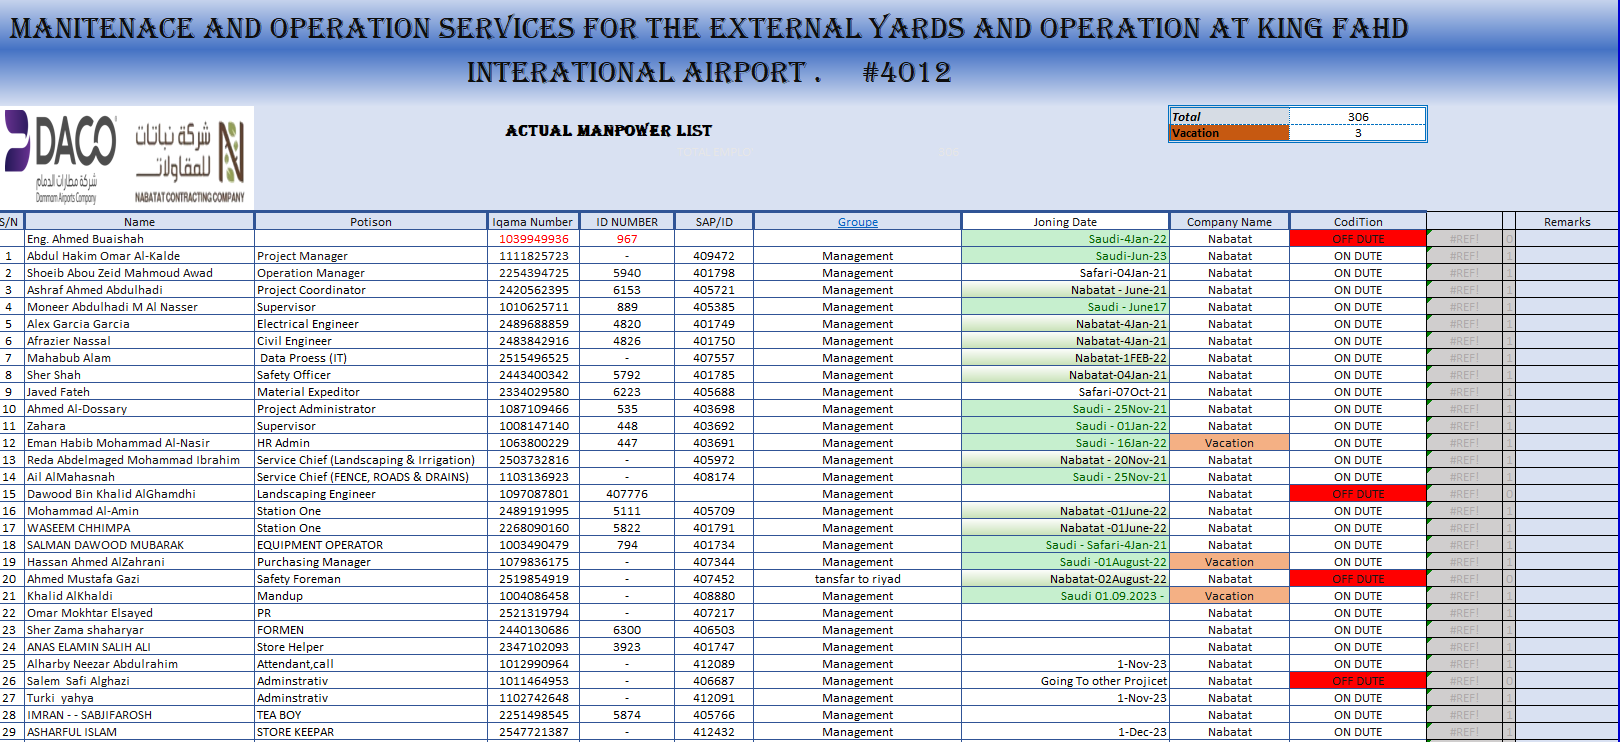 MANITENACE AND OPERATION SERVICES FOR THE EXTERNAL YARDS AND OPERATION AT KING FAHD
INTERATIONAL AIRPORT . #4012
DACO
شركة مطارات الدمام
Dammam Airports Company
شركة نباتات
للمقاولات
NABATAT CONTRACTING COMPANY
ACTUAL MANPOWER LIST
Total 306
Vacation 3
S/N Name Potison Iqama Number ID NUMBER SAP/ID Groupe Joning Date Company Name CodiTion Remarks
Eng. Ahmed Buaishah 1039949936 967 Saudi-4Jan-22 Nabatat OFF DUTE #REF! 0
1 Abdul Hakim Omar Al-Kalde Project Manager 1111825723 - 409472 Management Saudi-Jun-23 Nabatat ON DUTE #REF! 1
2 Shoeib Abou Zeid Mahmoud Awad Operation Manager 2254394725 5940 401798 Management Safari-04Jan-21 Nabatat ON DUTE #REF! 1
3 Ashraf Ahmed Abdulhadi Project Coordinator 2420562395 6153 405721 Management Nabatat - June-21 Nabatat ON DUTE #REF! 1
4 Moneer Abdulhadi M Al Nasser Supervisor 1010625711 889 405385 Management Saudi - June17 Nabatat ON DUTE #REF! 1
5 Alex Garcia Garcia Electrical Engineer 2489688859 4820 401749 Management Nabatat-4Jan-21 Nabatat ON DUTE #REF! 1
6 Afrazier Nassal Civil Engineer 2483842916 4826 401750 Management Nabatat-4Jan-21 Nabatat ON DUTE #REF! 1
7 Mahabub Alam Data Proess (IT) 2515496525 - 407557 Management Nabatat-1FEB-22 Nabatat ON DUTE #REF! 1
8 Sher Shah Safety Officer 2443400342 5792 401785 Management Nabatat-04Jan-21 Nabatat ON DUTE #REF! 1
9 Javed Fateh Material Expeditor 2334029580 6223 405688 Management Safari-07Oct-21 Nabatat ON DUTE #REF! 1
10 Ahmed Al-Dossary Project Administrator 1087109466 535 403698 Management Saudi - 25Nov-21 Nabatat ON DUTE #REF! 1
11 Zahara Supervisor 1008147140 448 403692 Management Saudi - 01Jan-22 Nabatat ON DUTE #REF! 1
12 Eman Habib Mohammad Al-Nasir HR Admin 1063800229 447 403691 Management Saudi - 16Jan-22 Vacation ON DUTE #REF! 1
13 Reda Abdelmaged Mohammad Ibrahim Service Chief (Landscaping & Irrigation) 2503732816 - 405972 Management Nabatat - 20Nov-21 Nabatat ON DUTE #REF! 1
14 Ail AlMahasnah Service Chief (FENCE, ROADS & DRAINS) 1103136923 - 408174 Management Saudi - 25Nov-21 Nabatat ON DUTE #REF! 1
15 Dawood Bin Khalid AlGhamdhi Landscaping Engineer 1097087801 407776 Management Nabatat OFF DUTE #REF! 0
16 Mohammad Al-Amin Station One 2489191995 5111 405709 Management Nabatat -01June-22 Nabatat ON DUTE #REF! 1
17 WASEEM CHHIMPA Station One 2268090160 5822 401791 Management Nabatat -01June-22 Nabatat ON DUTE #REF! 1
18 SALMAN DAWOOD MUBARAK EQUIPMENT OPERATOR 1003490479 794 401734 Management Saudi - Safari-4Jan-21 Nabatat ON DUTE #REF! 1
19 Hassan Ahmed AlZahrani Purchasing Manager 1079836175 - 407344 Management Saudi -01August-22 Vacation ON DUTE #REF! 1
20 Ahmed Mustafa Gazi Safety Foreman 2519854919 - 407452 tansfar to riyad Nabatat-02August-22 Nabatat OFF DUTE #REF! 0
21 Khalid AlKhaldi Mandup 1004086458 - 408880 Management Saudi 01.09.2023 - Vacation ON DUTE #REF! 1
22 Omar Mokhtar Elsayed PR 2521319794 - 407217 Management Nabatat ON DUTE #REF! 1
23 Sher Zama shaharyar FORMEN 2440130686 6300 406503 Management Nabatat ON DUTE #REF! 1
24 ANAS ELAMIN SALIH ALI Store Helper 2347102093 3923 401747 Management Nabatat ON DUTE #REF! 1
25 Alharby Neezar Abdulrahim Attendant,call 1012990964 - 412089 Management 1-Nov-23 Nabatat ON DUTE #REF! 1
26 Salem Safi Alghazi Adminstrativ 1011464953 - 406687 Management Going To other Projicet Nabatat OFF DUTE #REF! 0
27 Turki yahya Adminstrativ 1102742648 - 412091 Management 1-Nov-23 Nabatat ON DUTE #REF! 1
28 IMRAN - - SABJIFAROSH TEA BOY 2251498545 5874 405766 Management Nabatat ON DUTE #REF! 1
29 ASHARFUL ISLAM STORE KEEPAR 2547721387 - 412432 Management 1-Dec-23 Nabatat ON DUTE #REF! 1